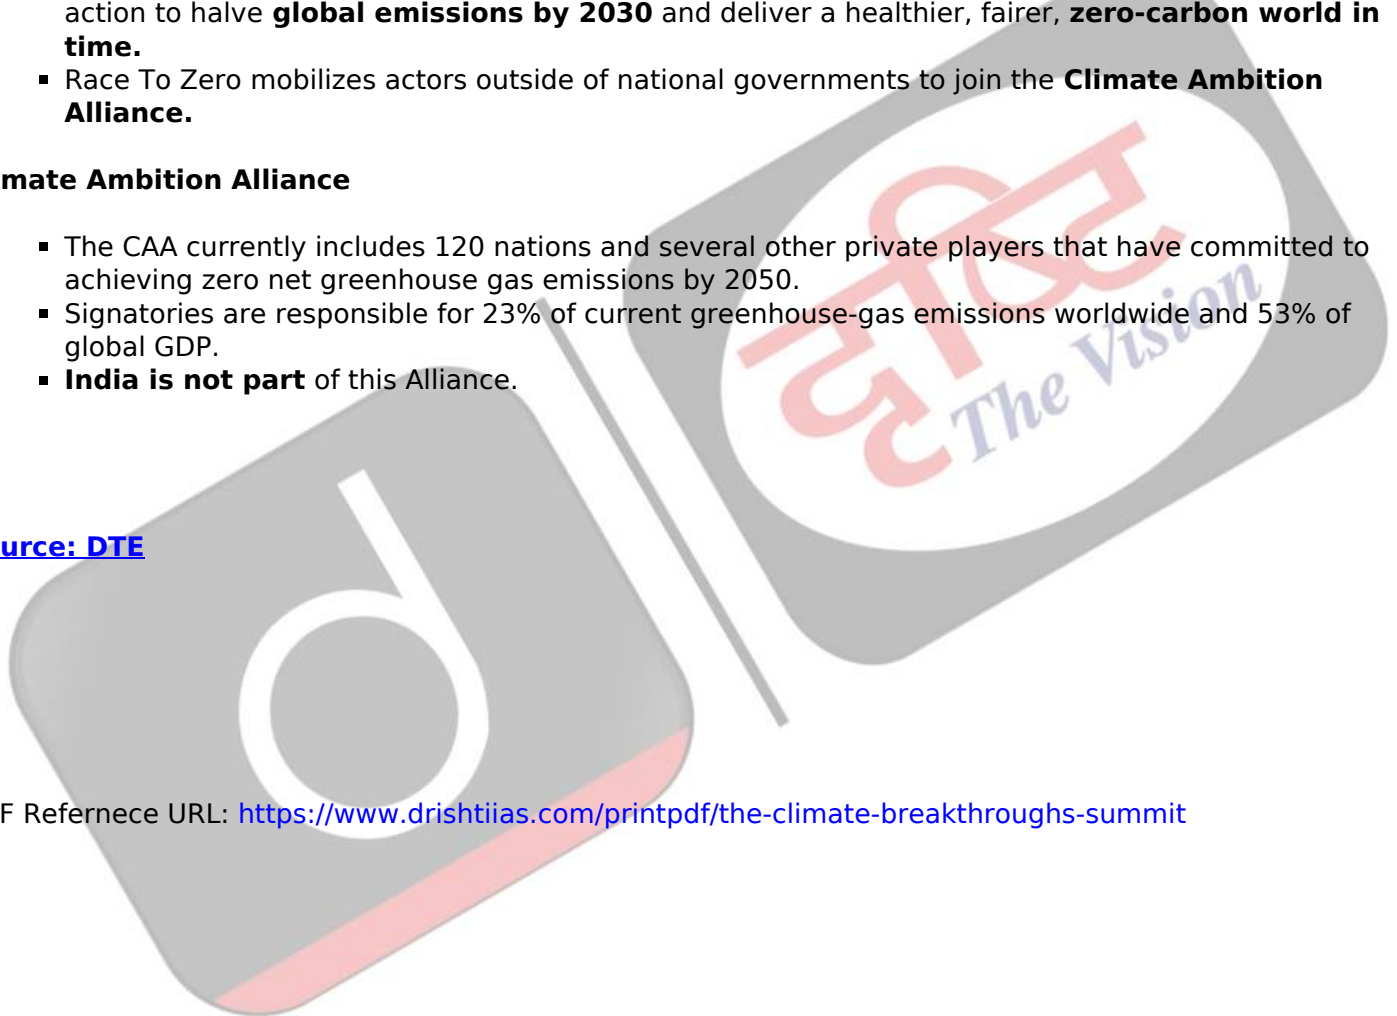 action to halve global emissions by 2030 and deliver a healthier, fairer, zero-carbon world in
time.
▪ Race To Zero mobilizes actors outside of national governments to join the Climate Ambition
Alliance.
mate Ambition Alliance
▪ The CAA currently includes 120 nations and several other private players that have committed to
achieving zero net greenhouse gas emissions by 2050.
▪ Signatories are responsible for 23% of current greenhouse-gas emissions worldwide and 53% of
global GDP.
▪ India is not part of this Alliance.
दृष्टि
The Vision
urce: DTE
d
F Refernece URL: https://www.drishtiias.com/printpdf/the-climate-breakthroughs-summit